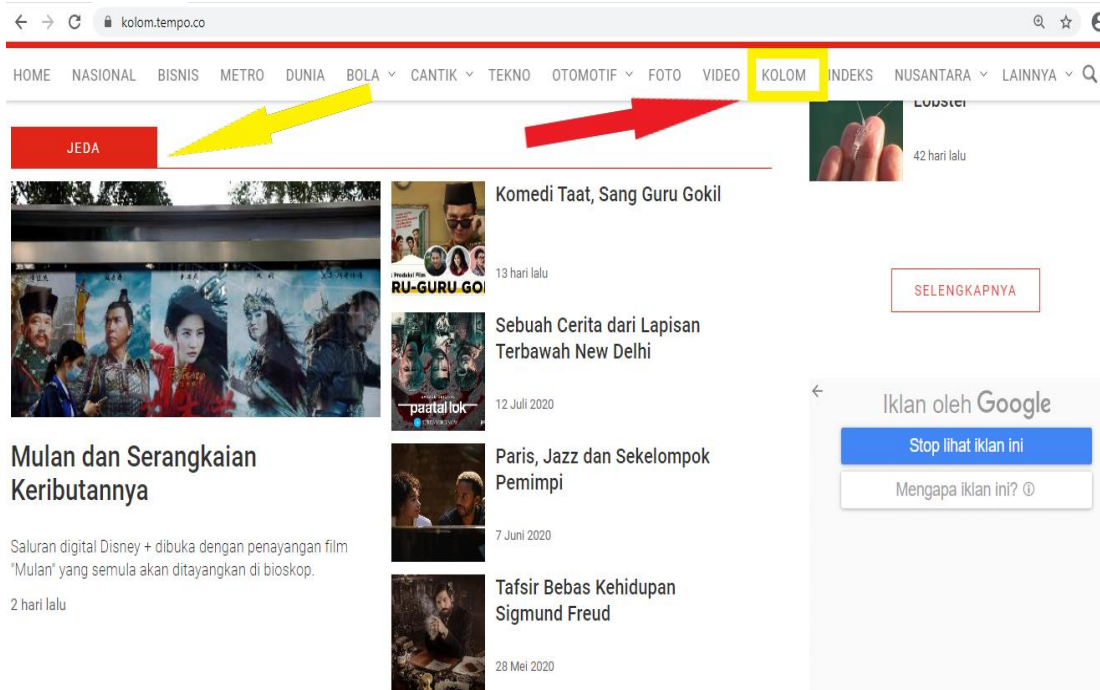 kolom.tempo.co
HOME NASIONAL BISNIS METRO DUNIA BOLA CANTIK TEKNO OTOMOTIF FOTO VIDEO KOLOM INDEKS NUSANTARA LAINNYA
Lobster
42 hari lalu
JEDA
Mulan dan Serangkaian
Keributannya
Saluran digital Disney + dibuka dengan penayangan film
"Mulan" yang semula akan ditayangkan di bioskop.
2 hari lalu
RU-GURU GO
Komedi Taat, Sang Guru Gokil
13 hari lalu
paatal lok
Sebuah Cerita dari Lapisan
Terbawah New Delhi
12 Juli 2020
Paris, Jazz dan Sekelompok
Pemimpi
7 Juni 2020
Tafsir Bebas Kehidupan
Sigmund Freud
28 Mei 2020
SELENGKAPNYA
Iklan oleh Google
Stop lihat iklan ini
Mengapa iklan ini?